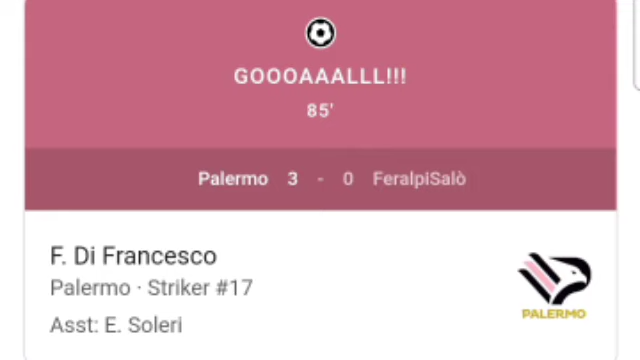 GOOOAAALLL!!!
85'
Palermo 3 - 0 FeralpiSalò
F. Di Francesco
Palermo · Striker #17
PALERMO
Asst: E. Soleri